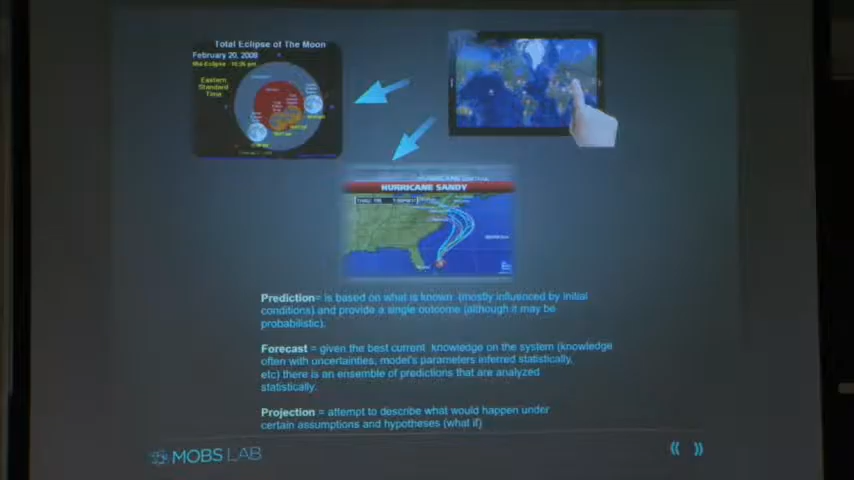 Total Eclipse of The Moon
February 20, 2008
Eastern
Standard
Time
HURRICANE SANDY
Prediction= is based on what is known (mostly influenced by initial
conditions) and provide a single outcome (although it may be
probabilistic).
Forecast = given the best current knowledge on the system (knowledge
often with uncertainties, model's parameters inferred statistically,
etc) there is an ensemble of predictions that are analyzed
statistically.
Projection = attempt to describe what would happen under
certain assumptions and hypotheses (what if)
MOBS LAB